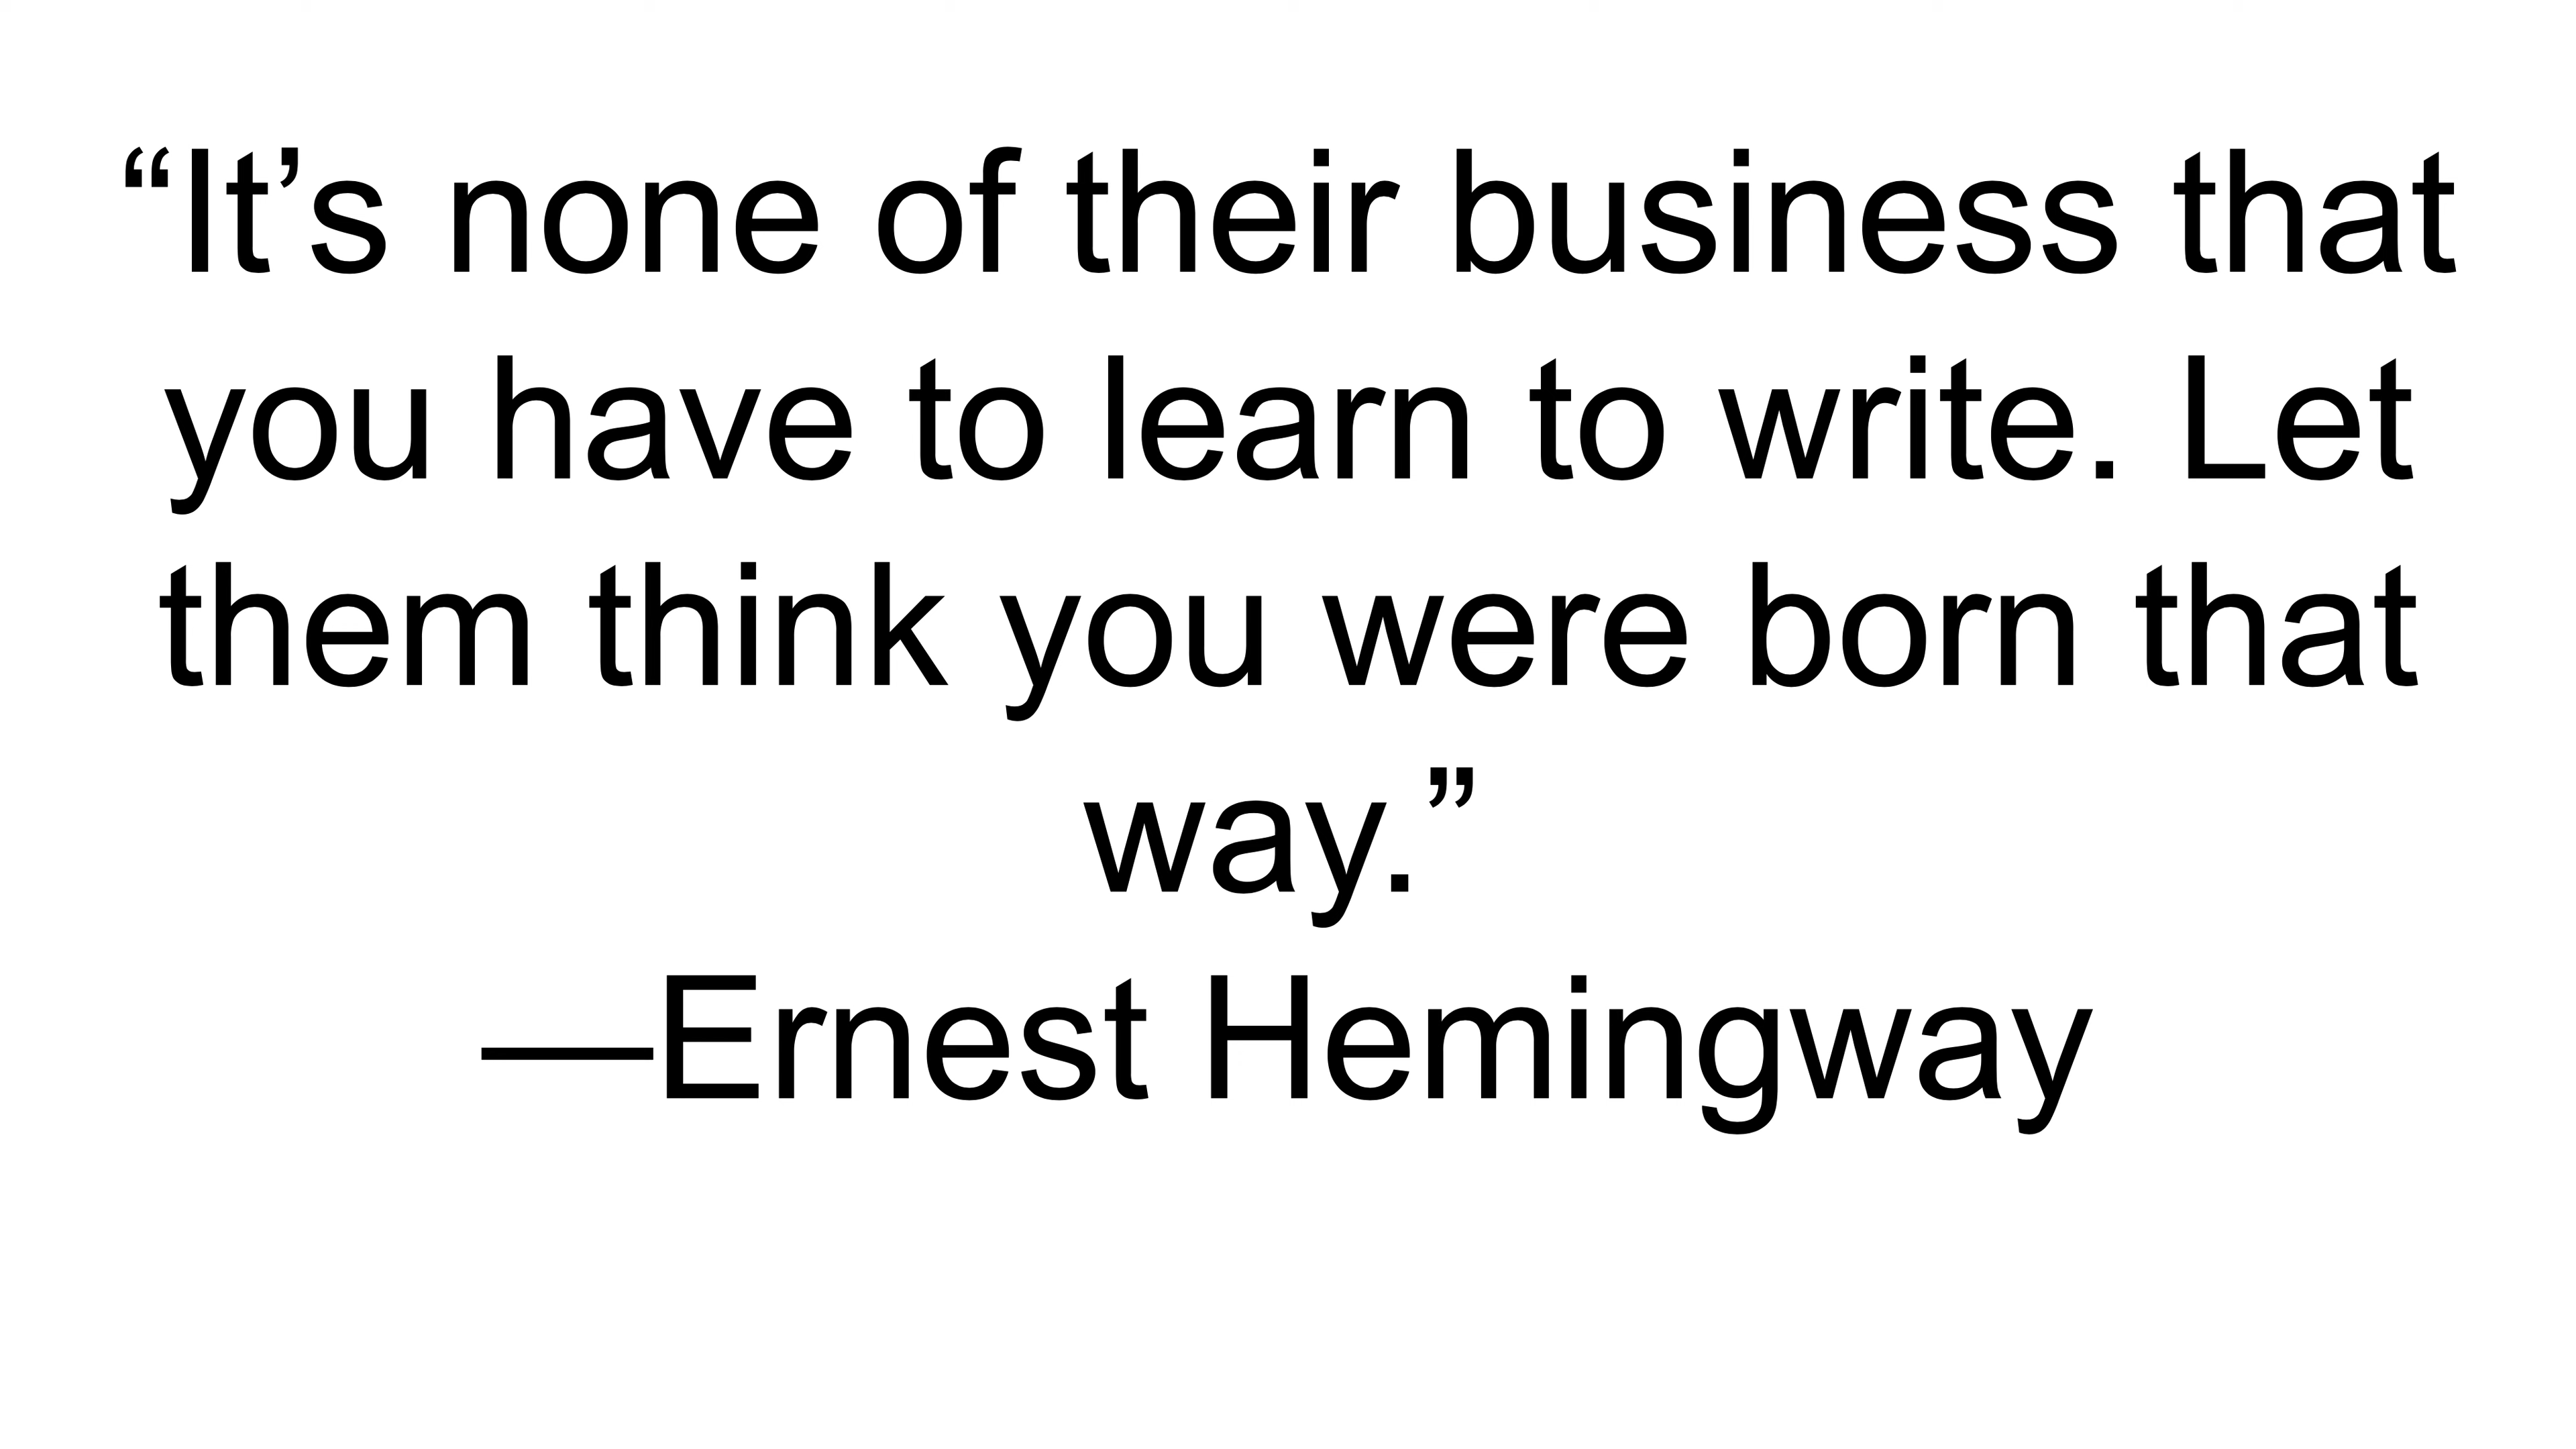 “It’s none of their business that
you have to learn to write. Let
them think you were born that
way.”
—Ernest Hemingway